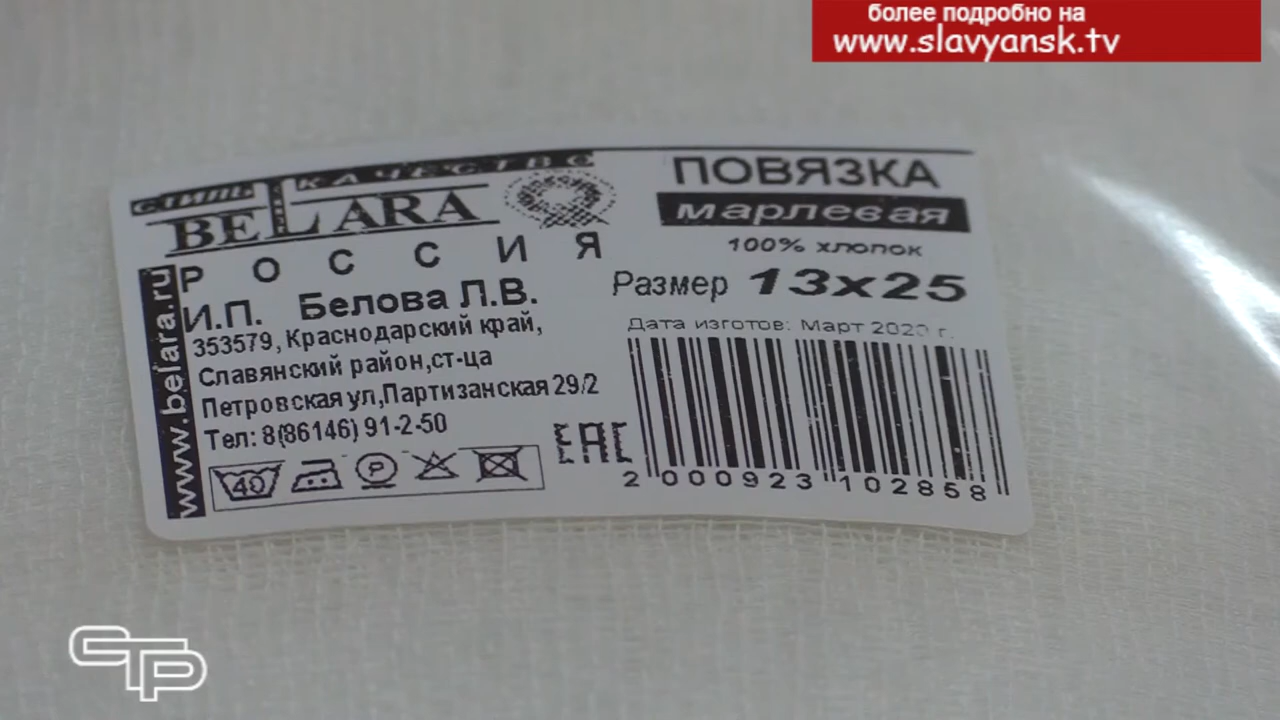 более подробно на
www.slavyansk.tv
СТИЛЬ КАЧЕСТВО
BELARA
РОССИЯ
www.belara.ru
И.П. Белова Л.В.
353579, Краснодарский край,
Славянский район,ст-ца
Петровская ул,Партизанская 29/2
Тел: 8(86146) 91-2-50
40 P
ПОВЯЗКА
марлевая
100% хлопок
Размер 13x25
Дата изготов: Март 2020 г.
EAC
2 000923 102858
СТР